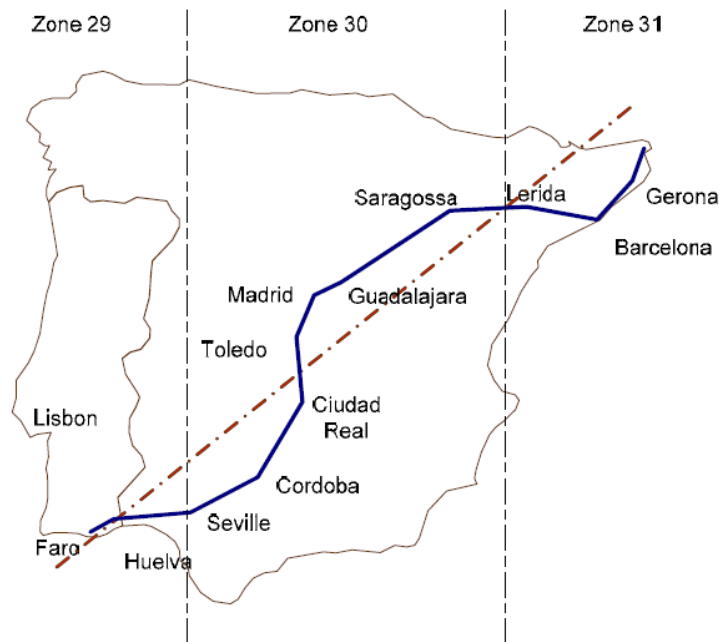 Zone 29
Zone 30
Zone 31
Saragossa
Lerida
Gerona
Barcelona
Madrid
Guadalajara
Toledo
Ciudad
Real
Lisbon
Cordoba
Seville
Faro
Huelva